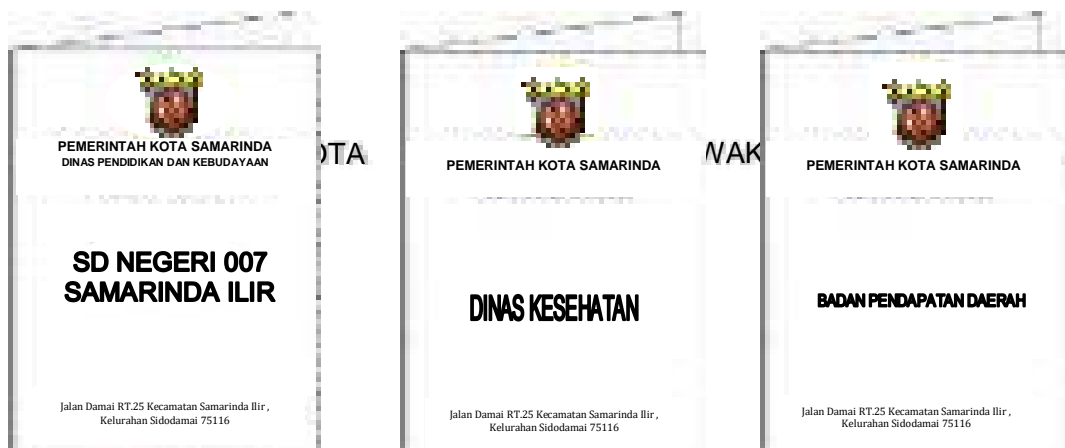 PEMERINTAH KOTA SAMARINDA
DINAS PENDIDIKAN DAN KEBUDAYAAN
SD NEGERI 007
SAMARINDA ILIR
Jalan Damai RT.25 Kecamatan Samarinda Ilir ,
Kelurahan Sidodamai 75116
OTA
PEMERINTAH KOTA SAMARINDA
DINAS KESEHATAN
Jalan Damai RT.25 Kecamatan Samarinda Ilir ,
Kelurahan Sidodamai 75116
WAK
PEMERINTAH KOTA SAMARINDA
BADAN PENDAPATAN DAERAH
Jalan Damai RT.25 Kecamatan Samarinda Ilir ,
Kelurahan Sidodamai 75116